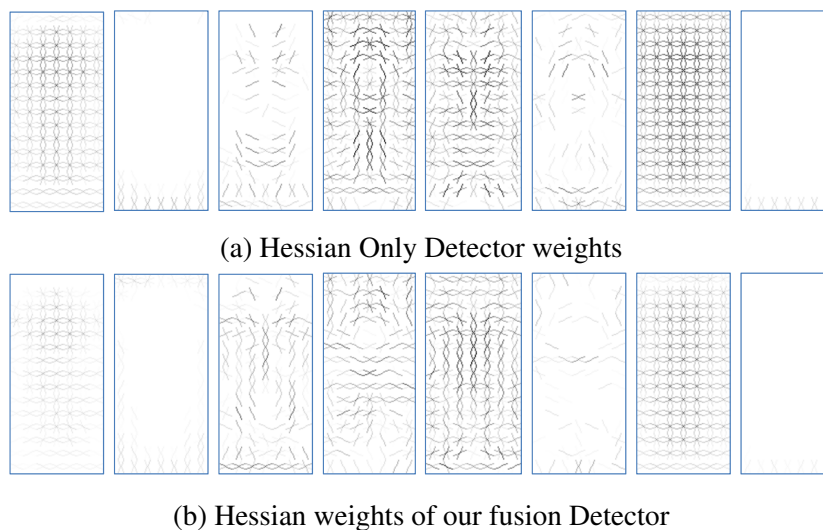 (a) Hessian Only Detector weights
(b) Hessian weights of our fusion Detector